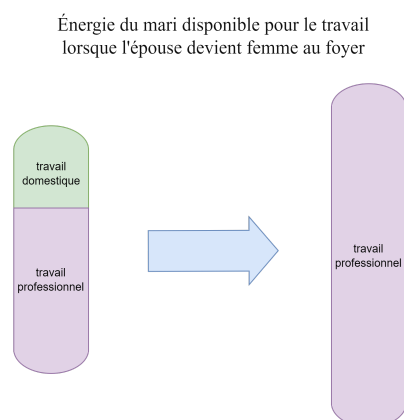 Énergie du mari disponible pour le travail
lorsque l'épouse devient femme au foyer
travail
domestique
travail
professionnel
travail
professionnel